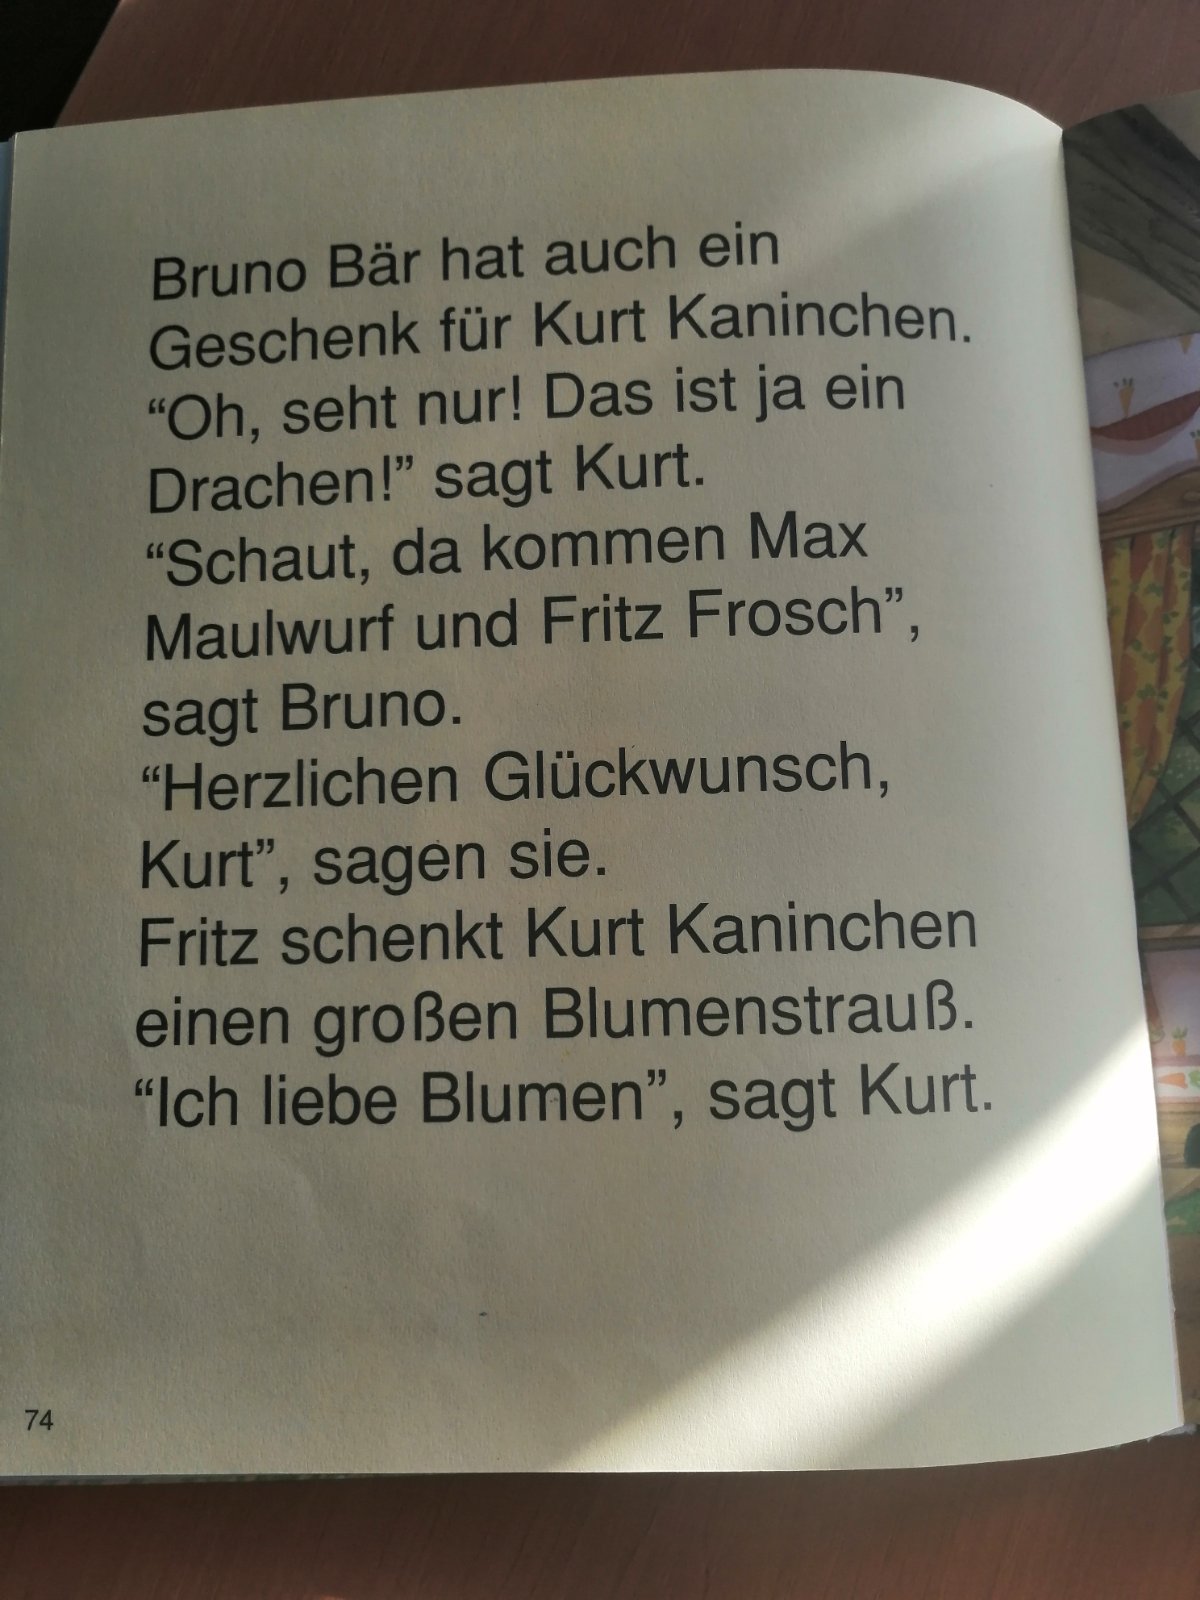 Bruno Bär hat auch ein
Geschenk für Kurt Kaninchen.
“Oh, seht nur! Das ist ja ein
Drachen!” sagt Kurt.
“Schaut, da kommen Max
Maulwurf und Fritz Frosch”,
sagt Bruno.
“Herzlichen Glückwunsch,
Kurt”, sagen sie.
Fritz schenkt Kurt Kaninchen
einen großen Blumenstrauß.
“Ich liebe Blumen”, sagt Kurt.
74